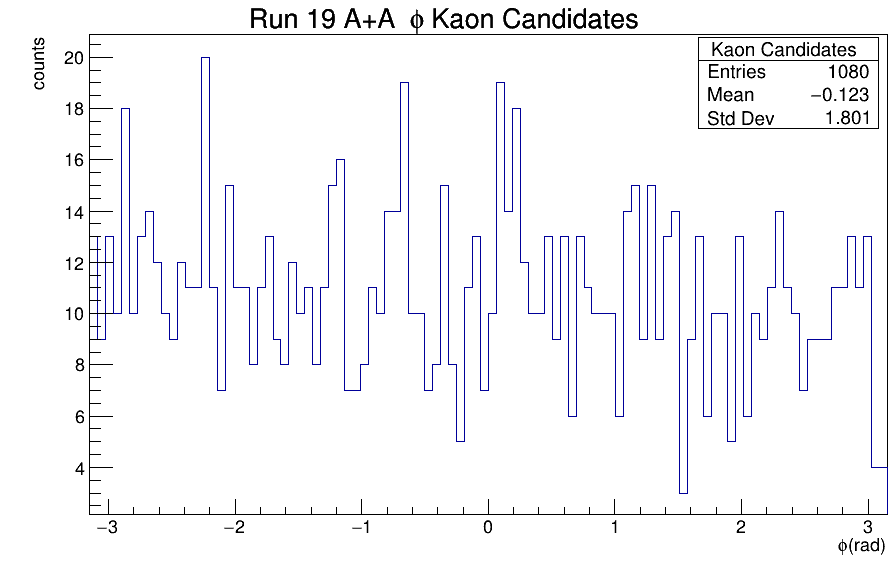 Run 19 A+A ϕ Kaon Candidates
counts
Kaon Candidates
Entries 1080
Mean −0.123
Std Dev 1.801
20
18
16
14
12
10
8
6
4
−3 −2 −1 0 1 2 3
ϕ(rad)